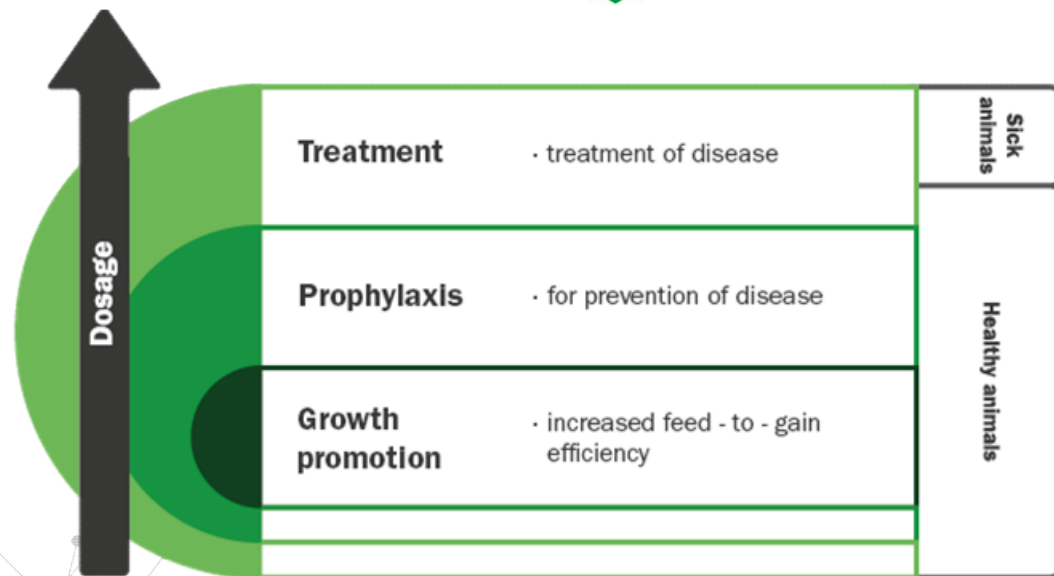 Dosage
Treatment
· treatment of disease
Prophylaxis
· for prevention of disease
Growth
promotion
· increased feed - to - gain
efficiency
Sick
animals
Healthy animals